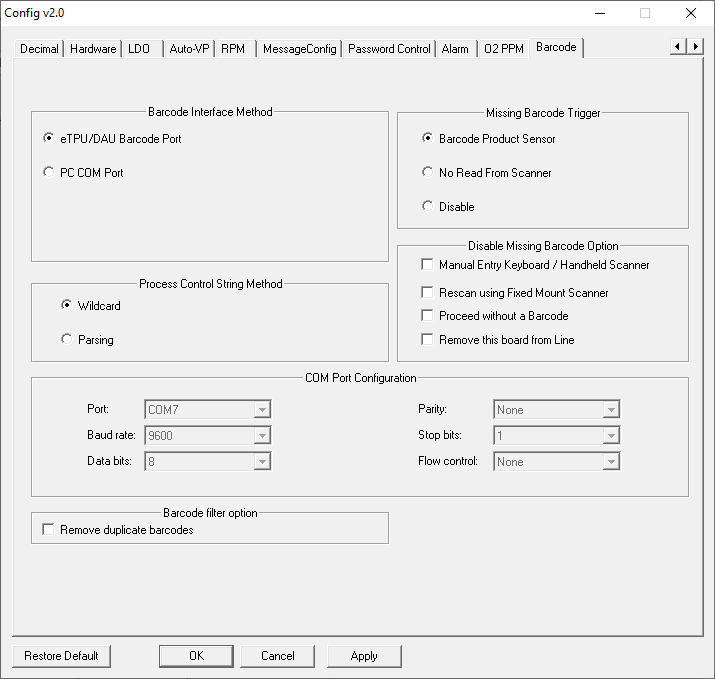 Config v2.0
Decimal Hardware LDO Auto-VP RPM MessageConfig Password Control Alarm O2 PPM Barcode
Barcode Interface Method
eTPU/DAU Barcode Port
PC COM Port
Missing Barcode Trigger
Barcode Product Sensor
No Read From Scanner
Disable
Process Control String Method
Wildcard
Parsing
Disable Missing Barcode Option
Manual Entry Keyboard / Handheld Scanner
Rescan using Fixed Mount Scanner
Proceed without a Barcode
Remove this board from Line
COM Port Configuration
Port: COM7
Baud rate: 9600
Data bits: 8
Parity: None
Stop bits: 1
Flow control: None
Barcode filter option
Remove duplicate barcodes
Restore Default OK Cancel Apply